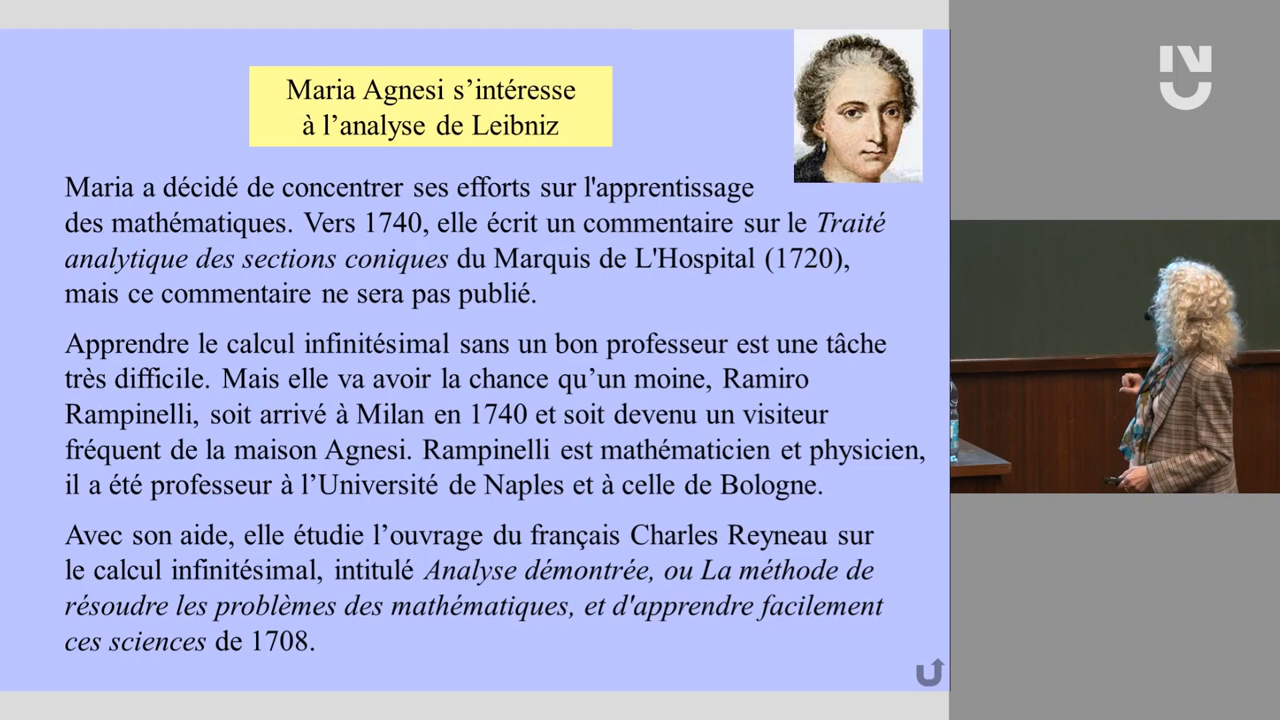 Maria Agnesi s’intéresse
à l’analyse de Leibniz
Maria a décidé de concentrer ses efforts sur l'apprentissage
des mathématiques. Vers 1740, elle écrit un commentaire sur le Traité
analytique des sections coniques du Marquis de L'Hospital (1720),
mais ce commentaire ne sera pas publié.
Apprendre le calcul infinitésimal sans un bon professeur est une tâche
très difficile. Mais elle va avoir la chance qu’un moine, Ramiro
Rampinelli, soit arrivé à Milan en 1740 et soit devenu un visiteur
fréquent de la maison Agnesi. Rampinelli est mathématicien et physicien,
il a été professeur à l’Université de Naples et à celle de Bologne.
Avec son aide, elle étudie l’ouvrage du français Charles Reyneau sur
le calcul infinitésimal, intitulé Analyse démontrée, ou La méthode de
résoudre les problèmes des mathématiques, et d'apprendre facilement
ces sciences de 1708.